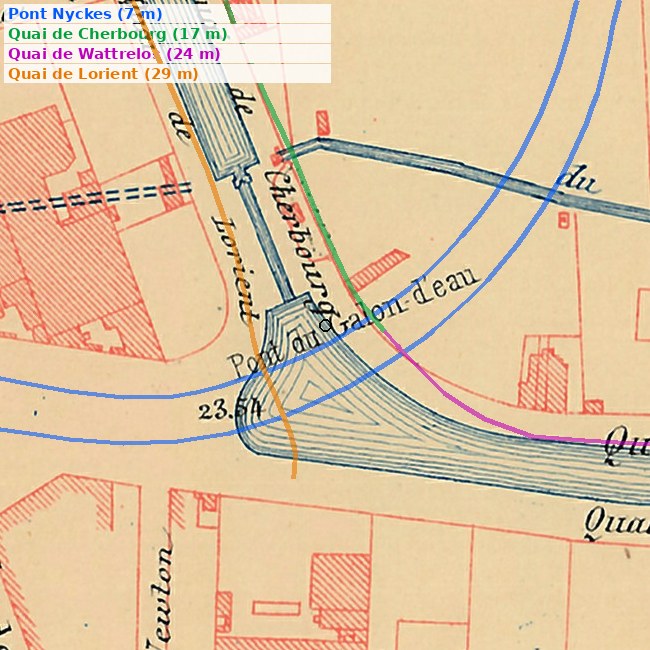 Pont Nyckes (7 m)
Quai de Cherbourg (17 m)
Quai de Wattrelos (24 m)
Quai de Lorient (29 m)
de
de
Cherbourg
Lorient
du
Pont du Galon d'eau
23.54
Qu
Quai
Newton